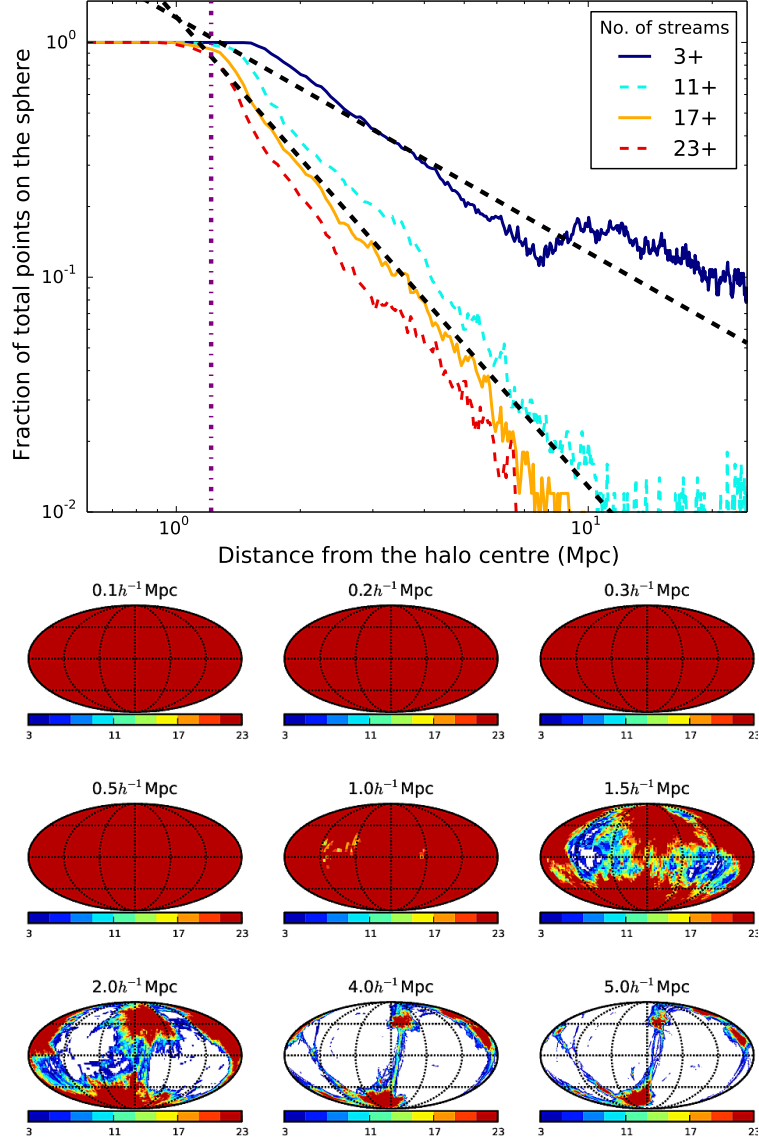 No. of streams
3+
11+
17+
23+
Fraction of total points on the sphere
10^0
10^-1
10^-2
10^0 10^1
Distance from the halo centre (Mpc)
0.1h^-1 Mpc 0.2h^-1 Mpc 0.3h^-1 Mpc
3 11 17 23 3 11 17 23 3 11 17 23
0.5h^-1 Mpc 1.0h^-1 Mpc 1.5h^-1 Mpc
3 11 17 23 3 11 17 23 3 11 17 23
2.0h^-1 Mpc 4.0h^-1 Mpc 5.0h^-1 Mpc
3 11 17 23 3 11 17 23 3 11 17 23